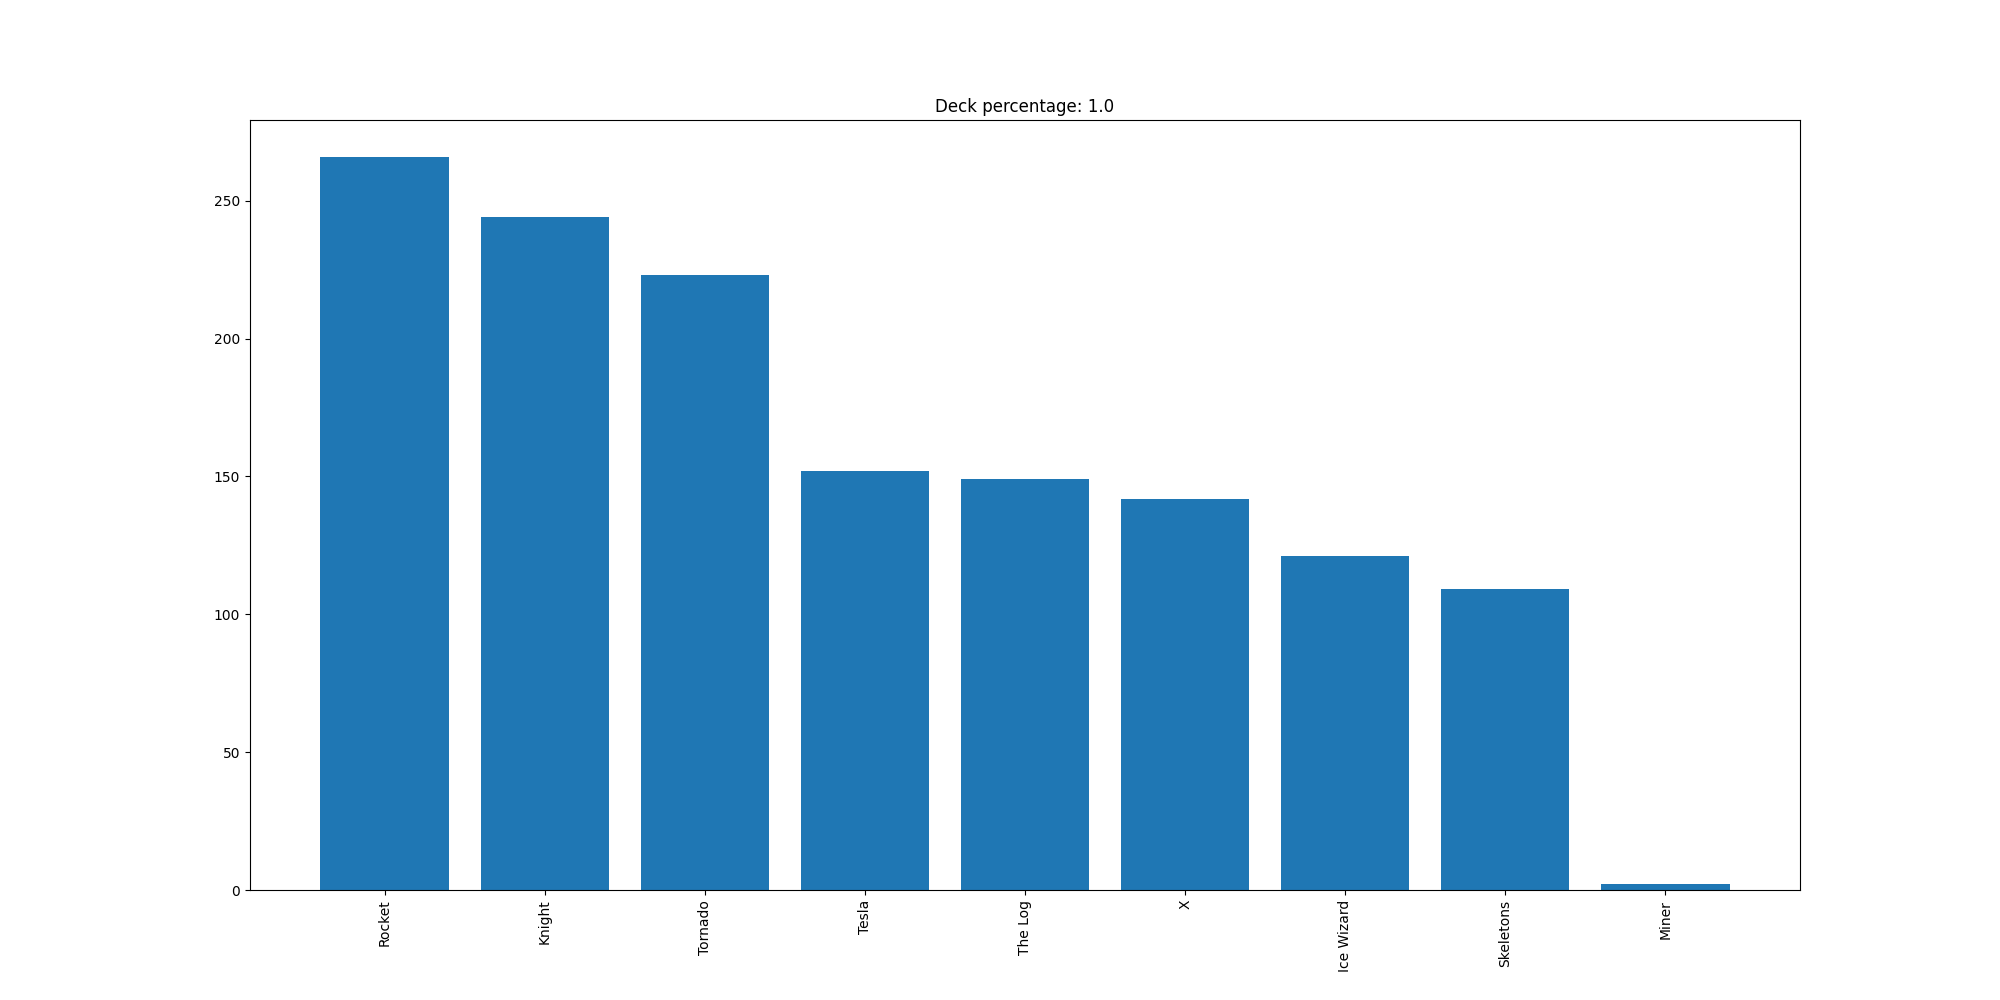 Deck percentage: 1.0
250
200
150
100
50
0
Rocket
Knight
Tornado
Tesla
The Log
X
Ice Wizard
Skeletons
Miner